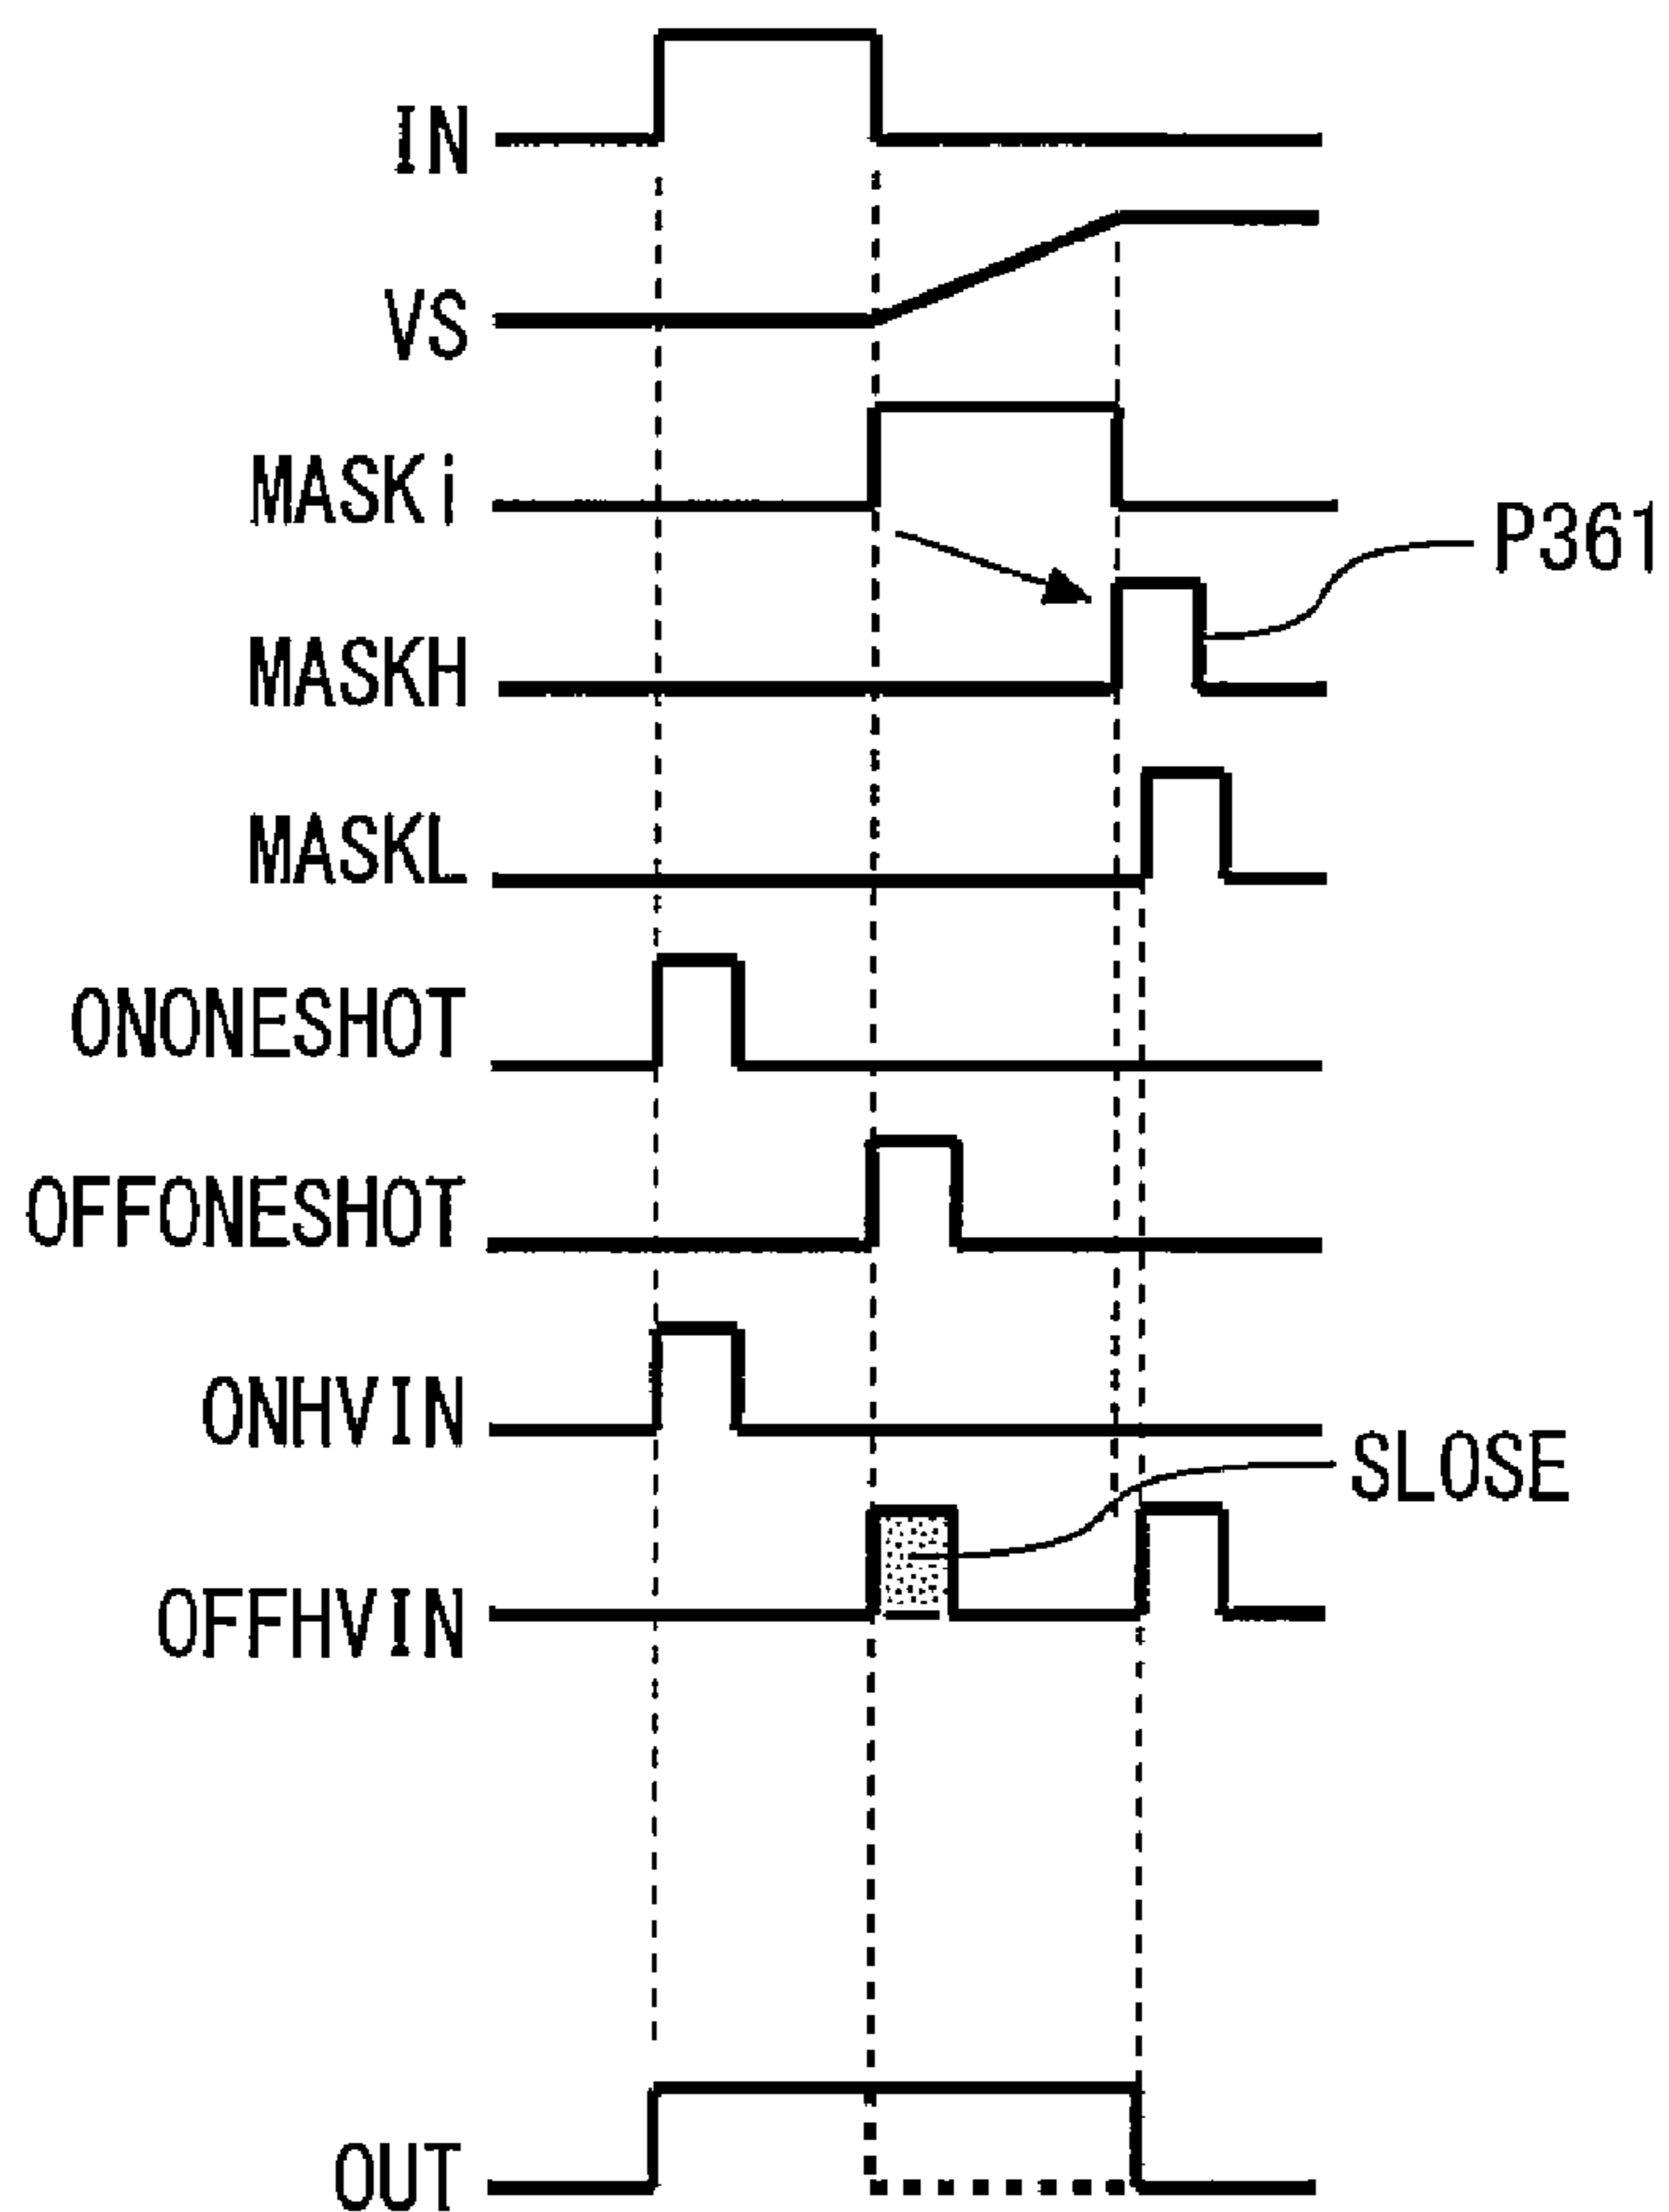 IN
VS
MASKi
P361
MASKH
MASKL
ONONESHOT
OFFONESHOT
ONHVIN
SLOSE
OFFHVIN
OUT